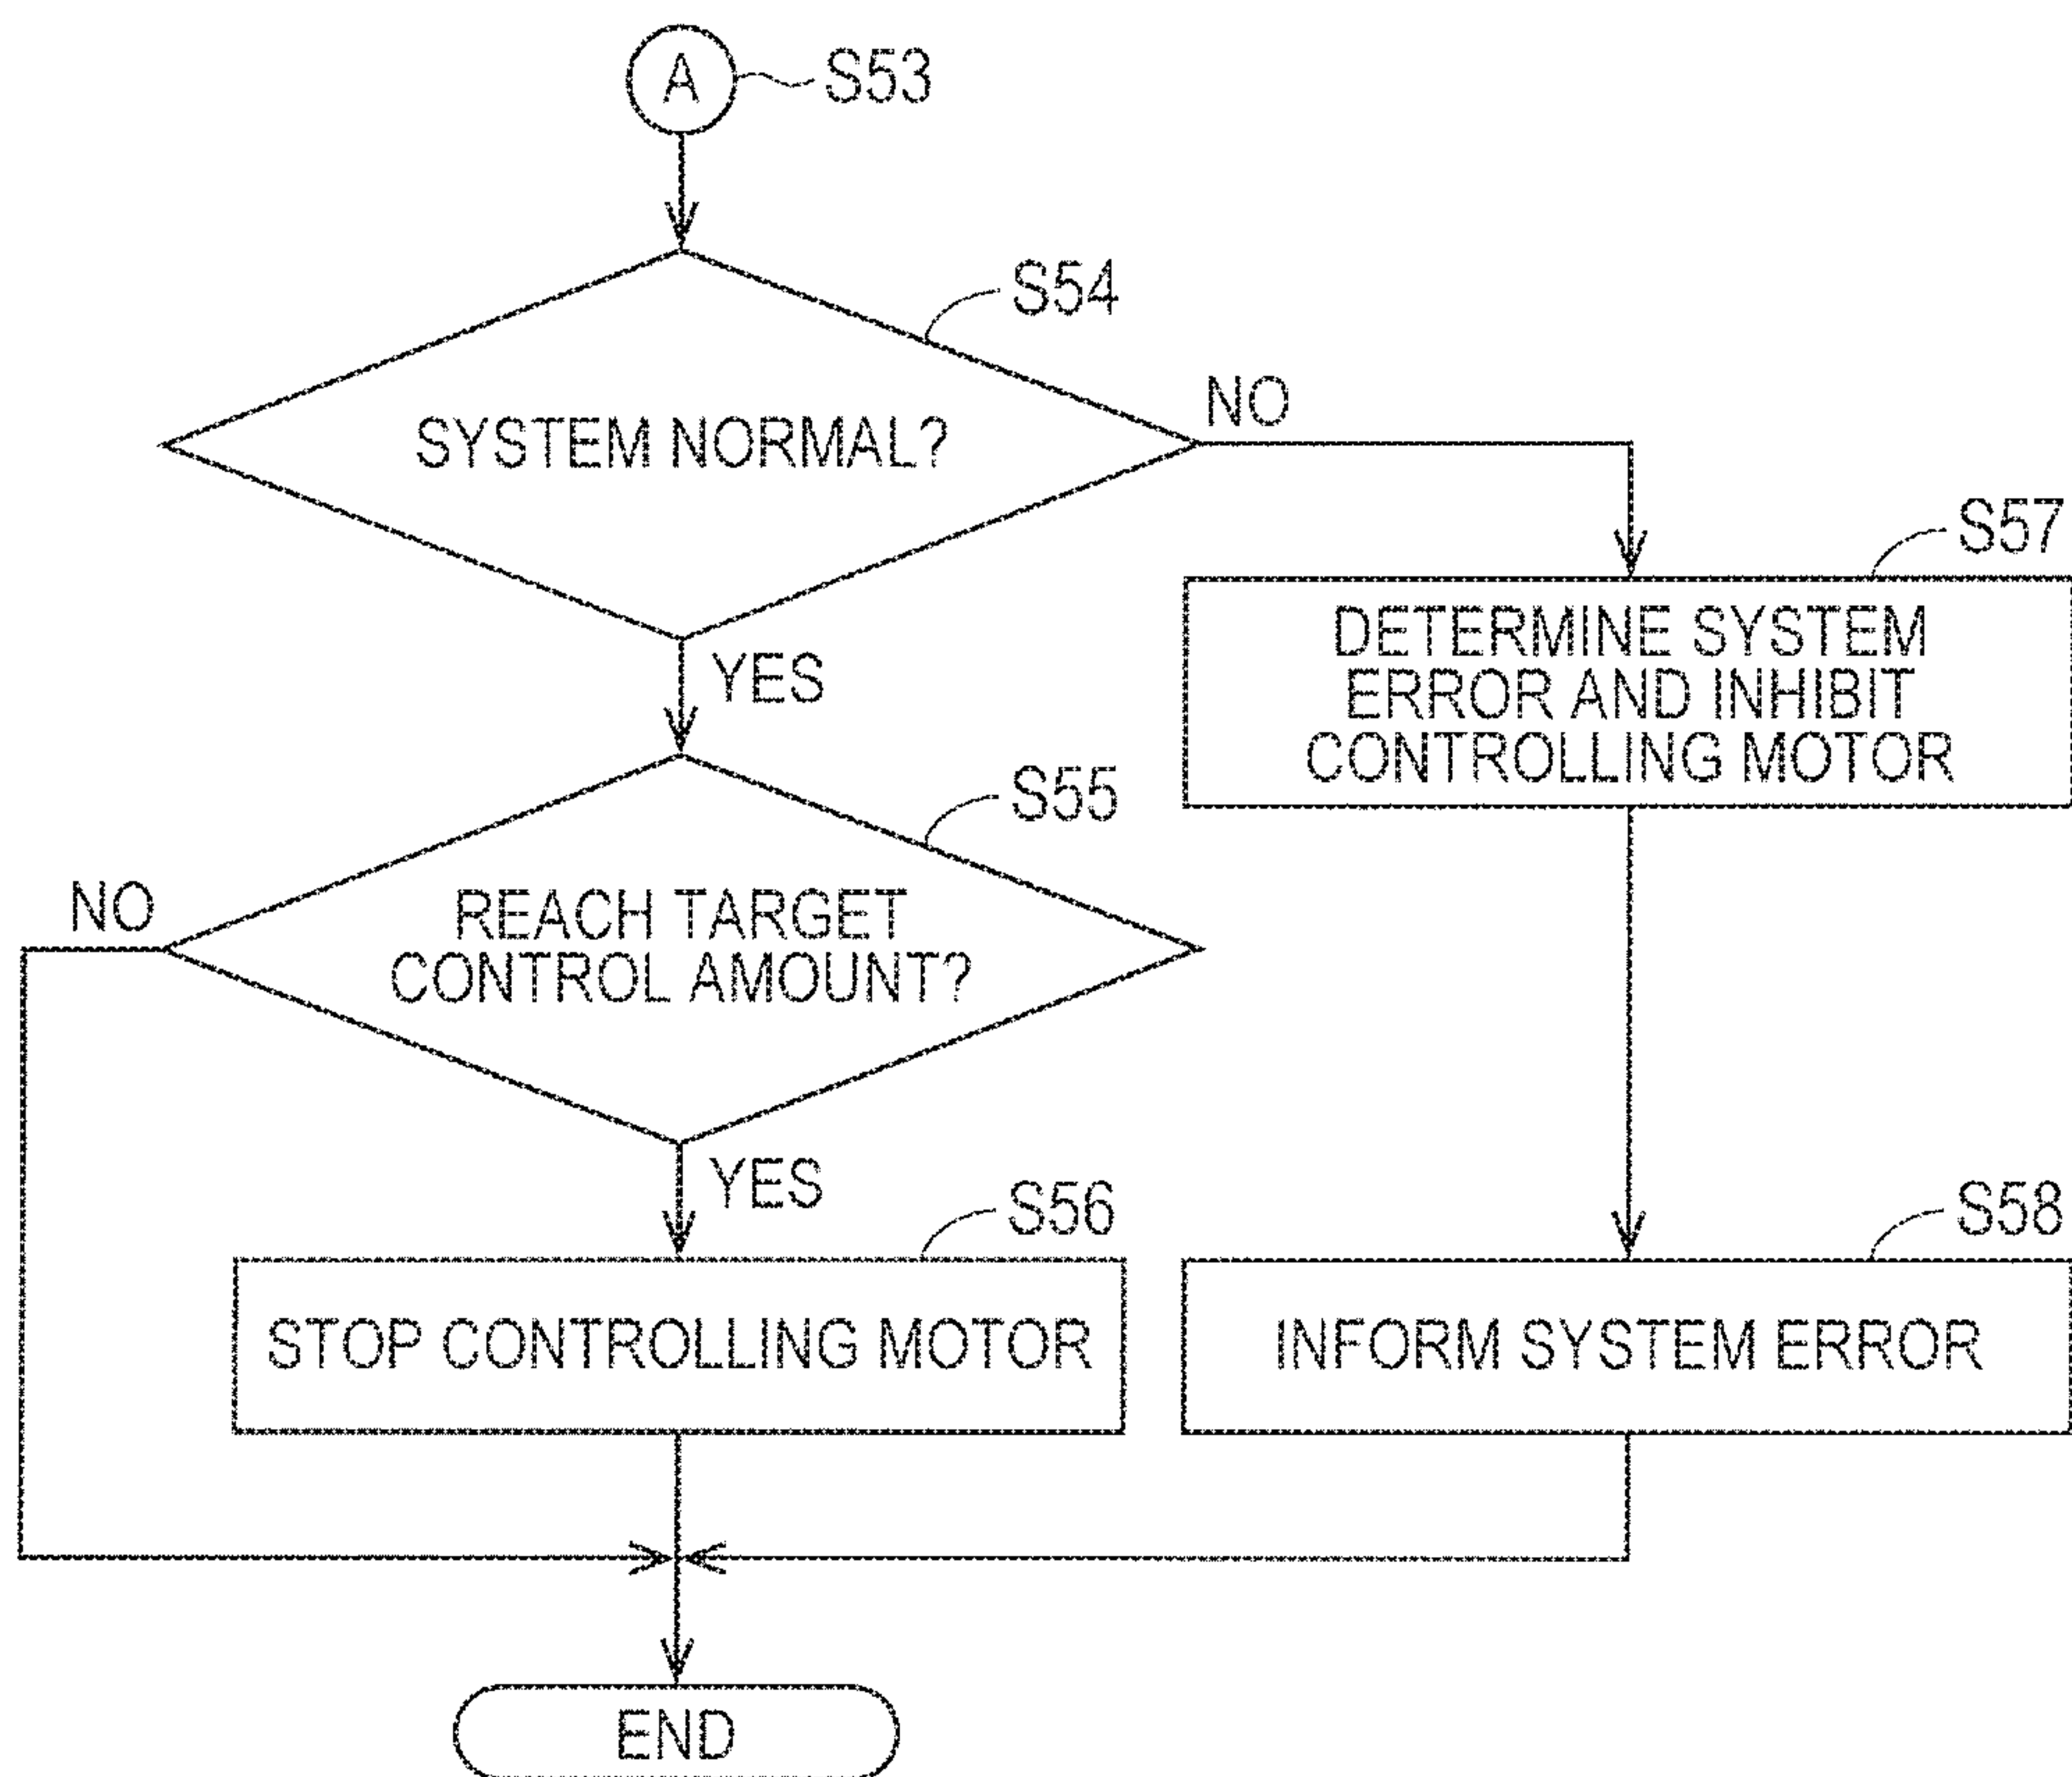 A
S53
S54
SYSTEM NORMAL?
NO
YES
S57
DETERMINE SYSTEM
ERROR AND INHIBIT
CONTROLLING MOTOR
S55
REACH TARGET
CONTROL AMOUNT?
NO
YES
S56
STOP CONTROLLING MOTOR
S58
INFORM SYSTEM ERROR
END